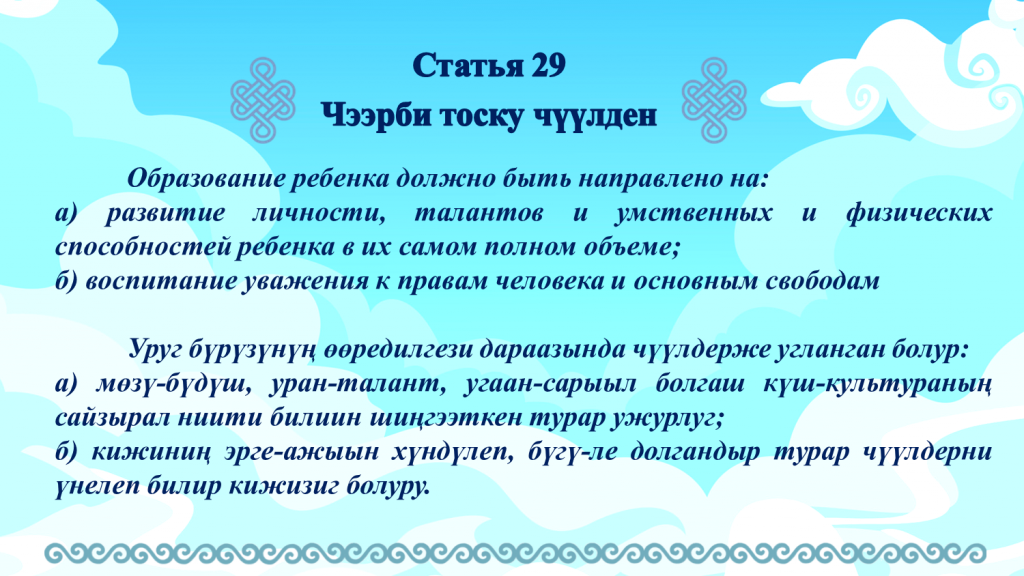 Статья 29
Чээрби тоску чүүлден
Образование ребенка должно быть направлено на:
а) развитие личности, талантов и умственных и физических
способностей ребенка в их самом полном объеме;
б) воспитание уважения к правам человека и основным свободам
Уруг бүрүзүнүң өөредилгези дараазында чүүлдерже угланган болур:
а) мөзү-бүдүш, уран-талант, угаан-сарыыл болгаш күш-культураның
сайзырал ниити билиин шиңгээткен турар ужурлуг;
б) кижиниң эрге-ажыын хүндүлеп, бүгү-ле долгандыр турар чүүлдерни
үнелеп билир кижизиг болуру.